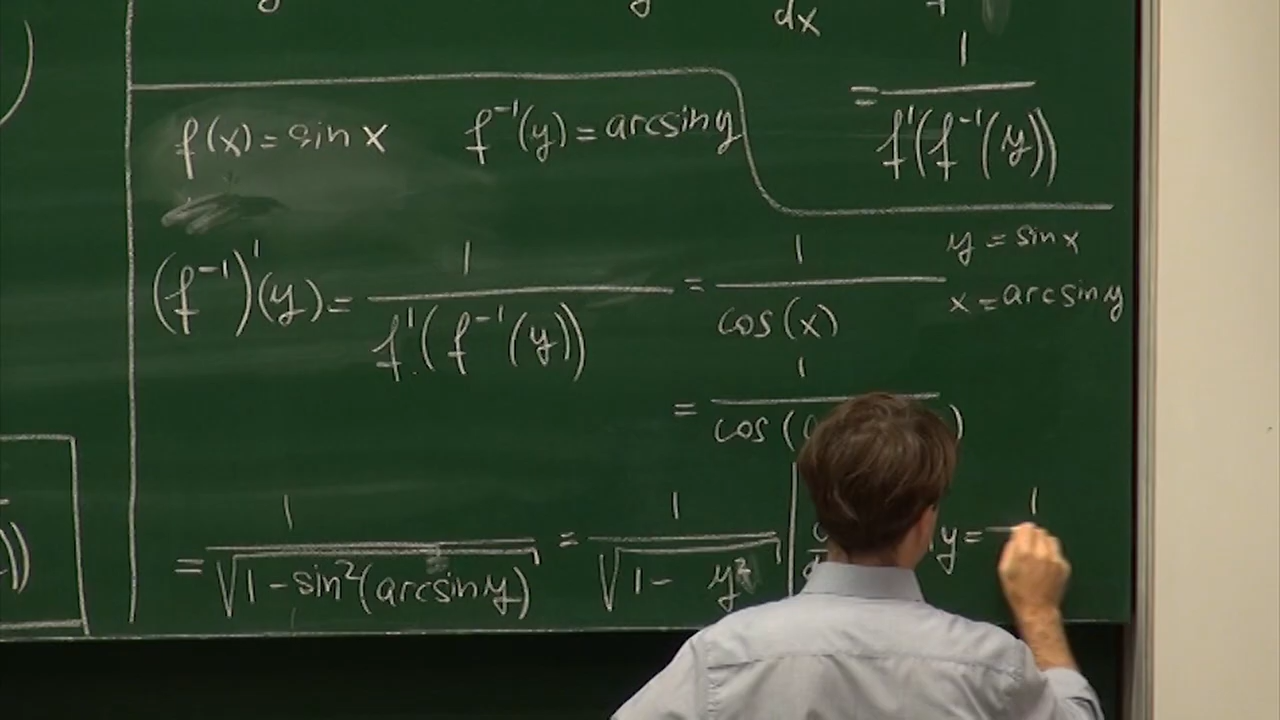 dx
= 1 / f'(f⁻¹(y))
f(x) = sin x f⁻¹(y) = arcsin y
y = sin x
x = arcsin y
(f⁻¹)'(y) = 1 / f'(f⁻¹(y)) = 1 / cos(x)
= 1 / cos( )
= 1 / √(1 - sin²(arcsin y)) = 1 / √(1 - y²)
y = 1